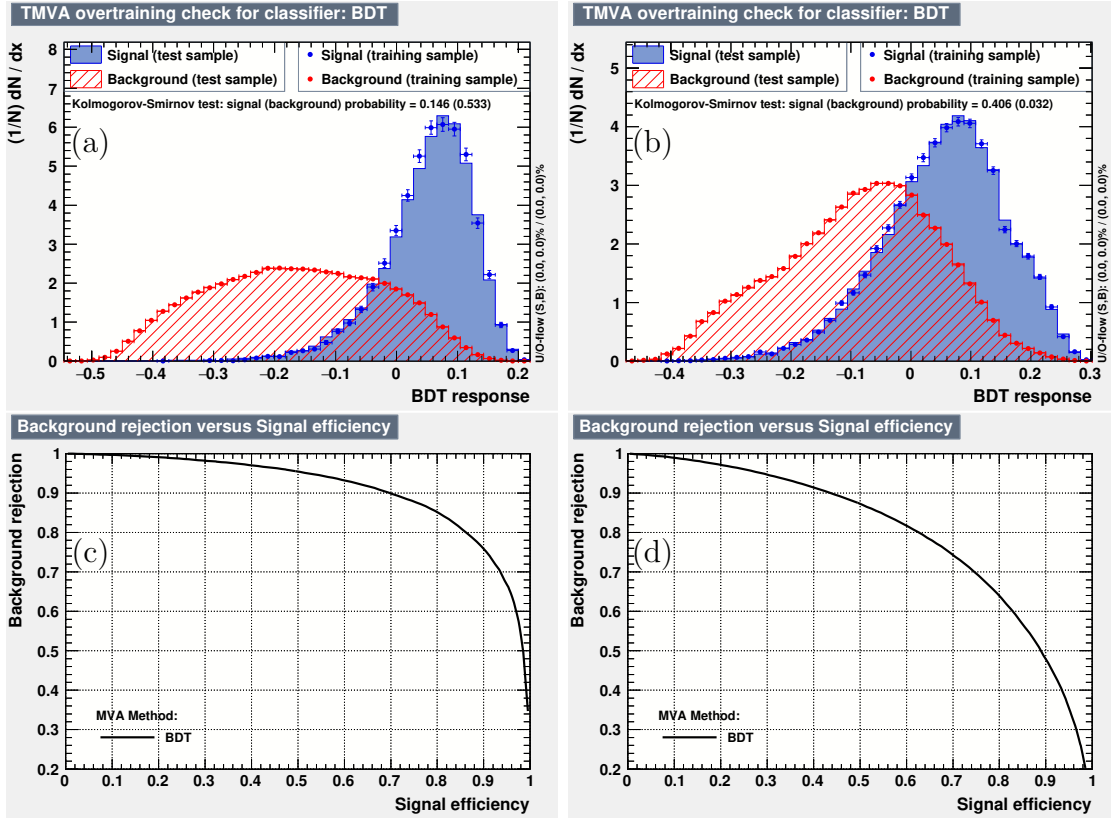 TMVA overtraining check for classifier: BDT
Signal (test sample)
Background (test sample)
Signal (training sample)
Background (training sample)
Kolmogorov-Smirnov test: signal (background) probability = 0.146 (0.533)
(a)
(1/N) dN / dx
8
7
6
5
4
3
2
1
0
−0.5 −0.4 −0.3 −0.2 −0.1 0 0.1 0.2
BDT response
U/O-flow (S,B): (0.0, 0.0)% / (0.0, 0.0)%
TMVA overtraining check for classifier: BDT
Signal (test sample)
Background (test sample)
Signal (training sample)
Background (training sample)
Kolmogorov-Smirnov test: signal (background) probability = 0.406 (0.032)
(b)
(1/N) dN / dx
5
4
3
2
1
0
−0.4 −0.3 −0.2 −0.1 0 0.1 0.2 0.3
BDT response
U/O-flow (S,B): (0.0, 0.0)% / (0.0, 0.0)%
Background rejection versus Signal efficiency
Background rejection
1
0.9
0.8
0.7
0.6
0.5
0.4
0.3
0.2
(c)
MVA Method:
BDT
0 0.1 0.2 0.3 0.4 0.5 0.6 0.7 0.8 0.9 1
Signal efficiency
Background rejection versus Signal efficiency
Background rejection
1
0.9
0.8
0.7
0.6
0.5
0.4
0.3
0.2
(d)
MVA Method:
BDT
0 0.1 0.2 0.3 0.4 0.5 0.6 0.7 0.8 0.9 1
Signal efficiency